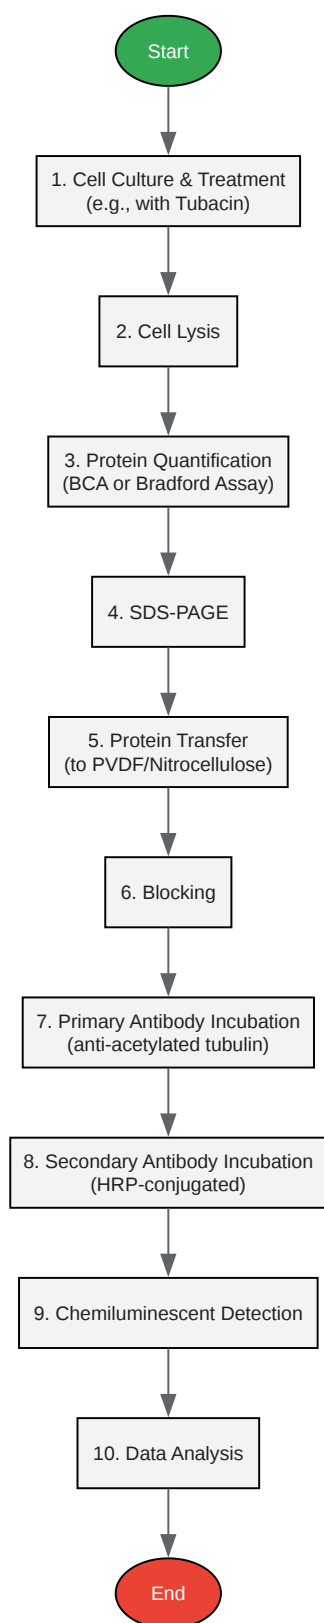 Start
1. Cell Culture & Treatment
(e.g., with Tubacin)
2. Cell Lysis
3. Protein Quantification
(BCA or Bradford Assay)
4. SDS-PAGE
5. Protein Transfer
(to PVDF/Nitrocellulose)
6. Blocking
7. Primary Antibody Incubation
(anti-acetylated tubulin)
8. Secondary Antibody Incubation
(HRP-conjugated)
9. Chemiluminescent Detection
10. Data Analysis
End